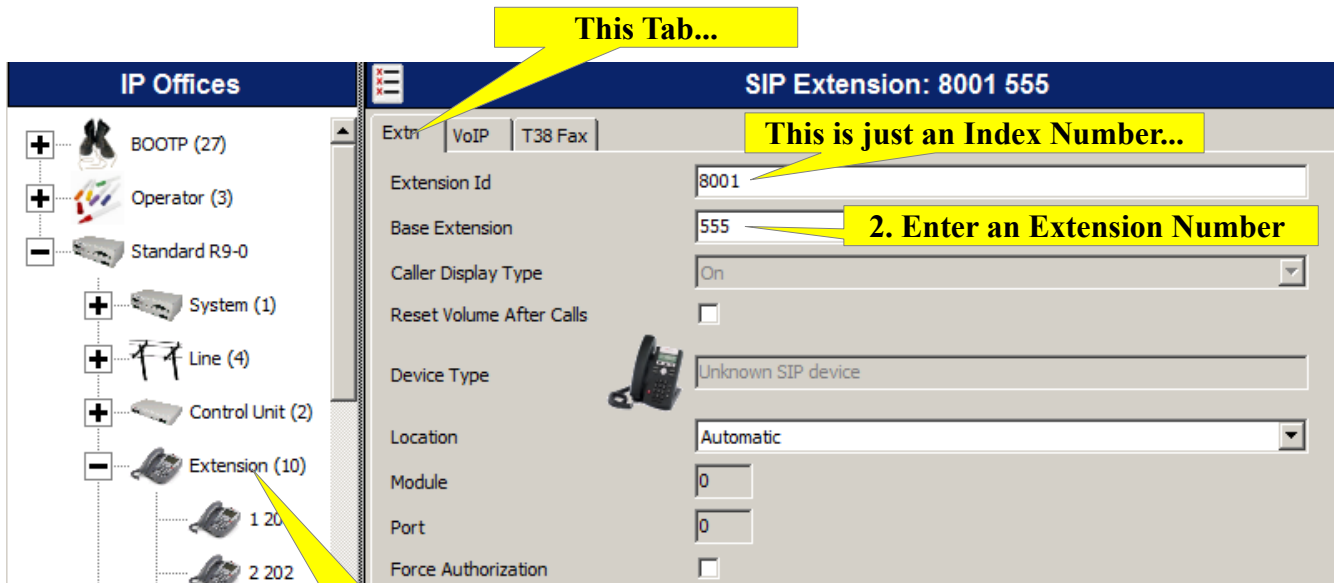 This Tab...
IP Offices
SIP Extension: 8001 555
BOOTP (27)
Operator (3)
Standard R9-0
System (1)
Line (4)
Control Unit (2)
Extension (10)
1 20
2 202
Extn VoIP T38 Fax
This is just an Index Number...
Extension Id 8001
Base Extension 555
2. Enter an Extension Number
Caller Display Type On
Reset Volume After Calls
Device Type Unknown SIP device
Location Automatic
Module 0
Port 0
Force Authorization